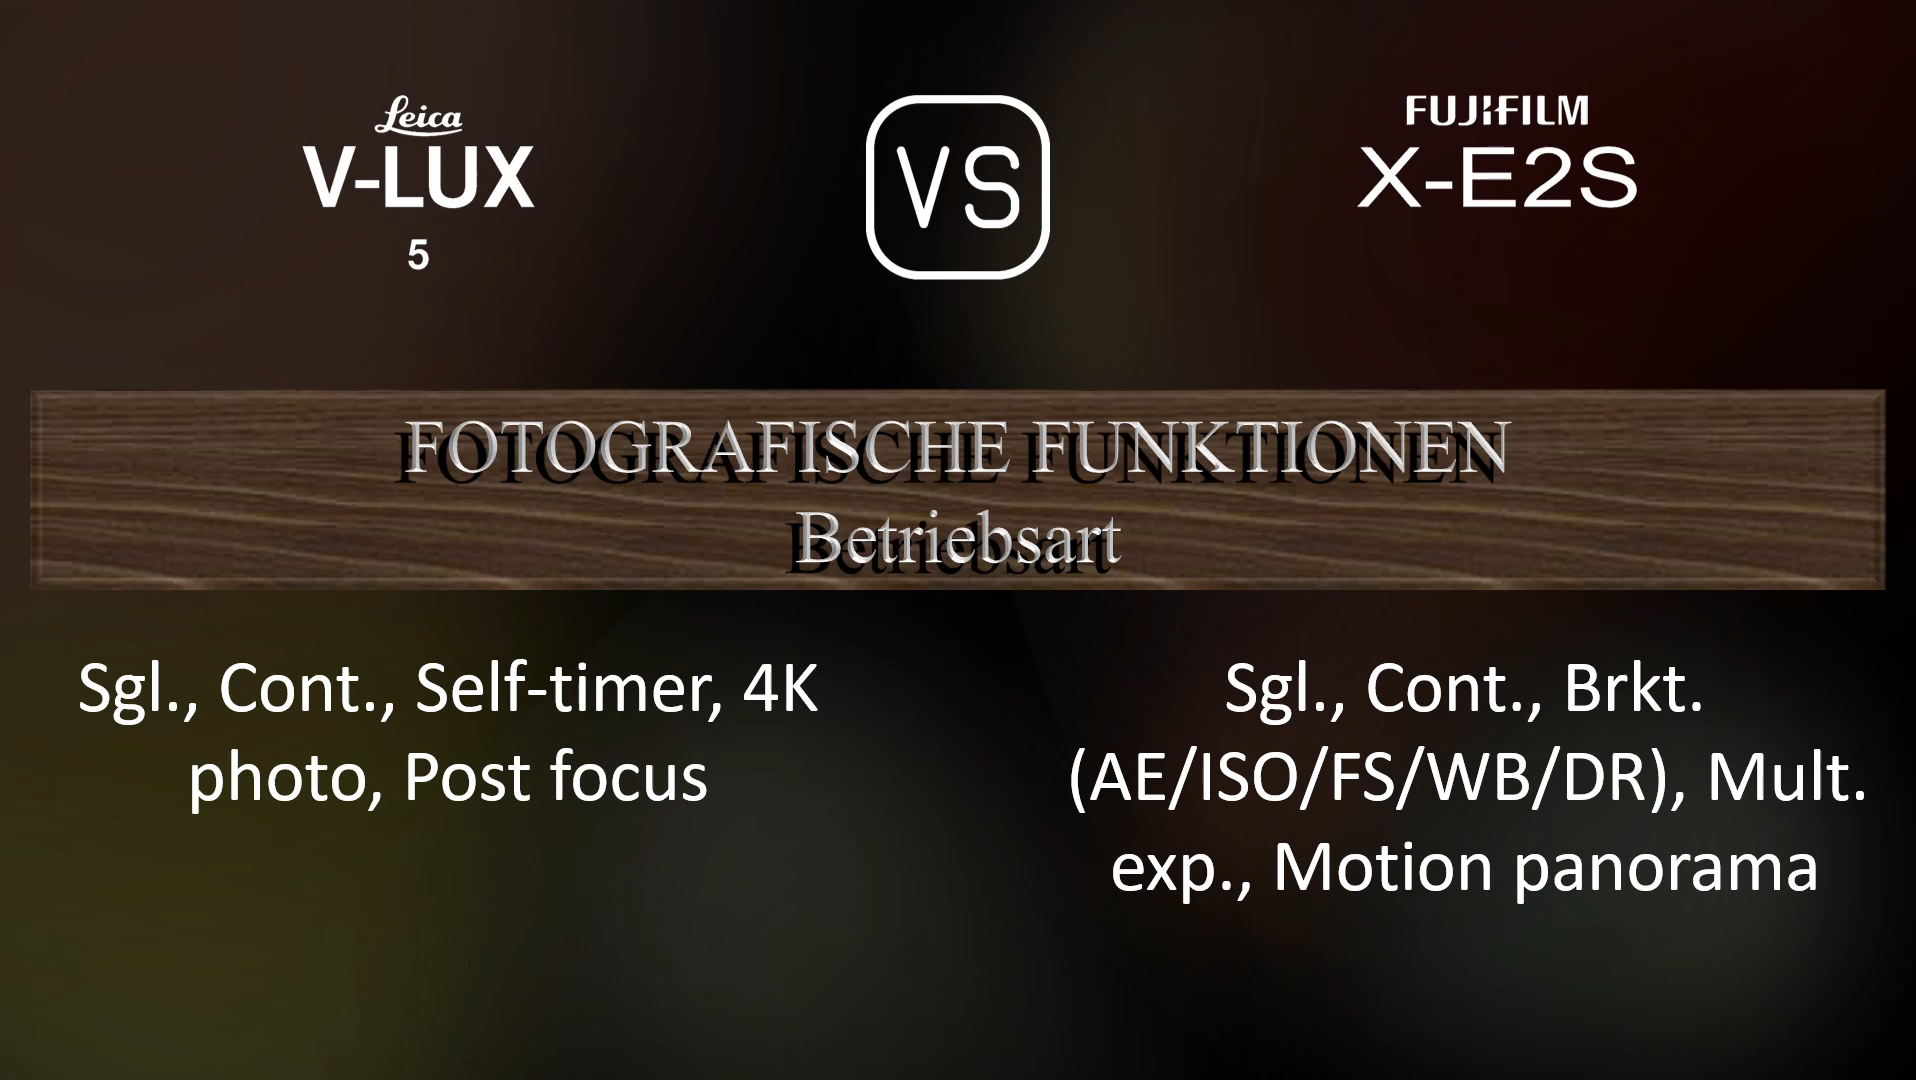 Leica
V-LUX
5
VS
FUJIFILM
X-E2S
FOTOGRAFISCHE FUNKTIONEN
Betriebsart
Sgl., Cont., Self-timer, 4K
photo, Post focus
Sgl., Cont., Brkt.
(AE/ISO/FS/WB/DR), Mult.
exp., Motion panorama